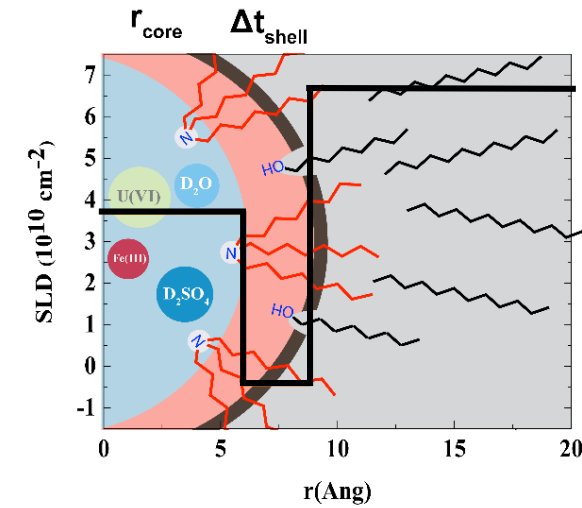 r_core Δt_shell
7
6
5
4
3
2
1
0
-1
SLD (10^10 cm^-2)
N
D₂O
U(VI)
HO
Fe(III)
N
D₂SO₄
HO
N
0 5 10 15 20
r(Ang)